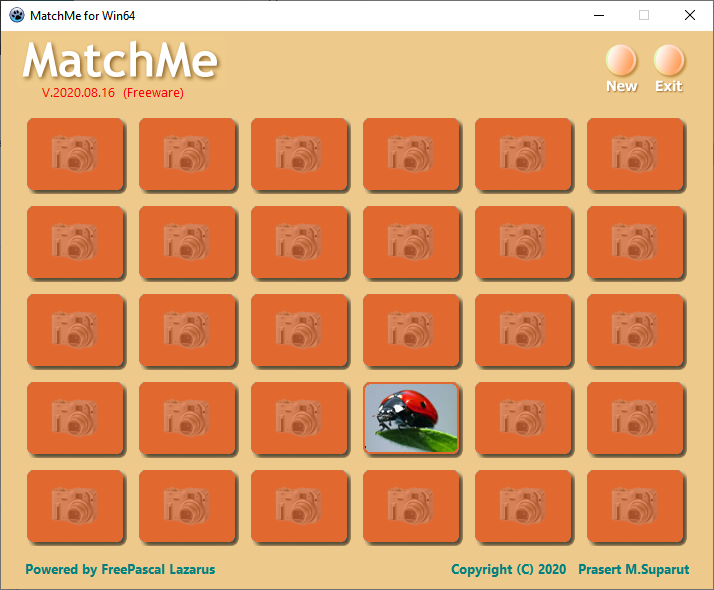 MatchMe for Win64
MatchMe
V.2020.08.16 (Freeware)
New Exit
Powered by FreePascal Lazarus
Copyright (C) 2020 Prasert M.Suparut